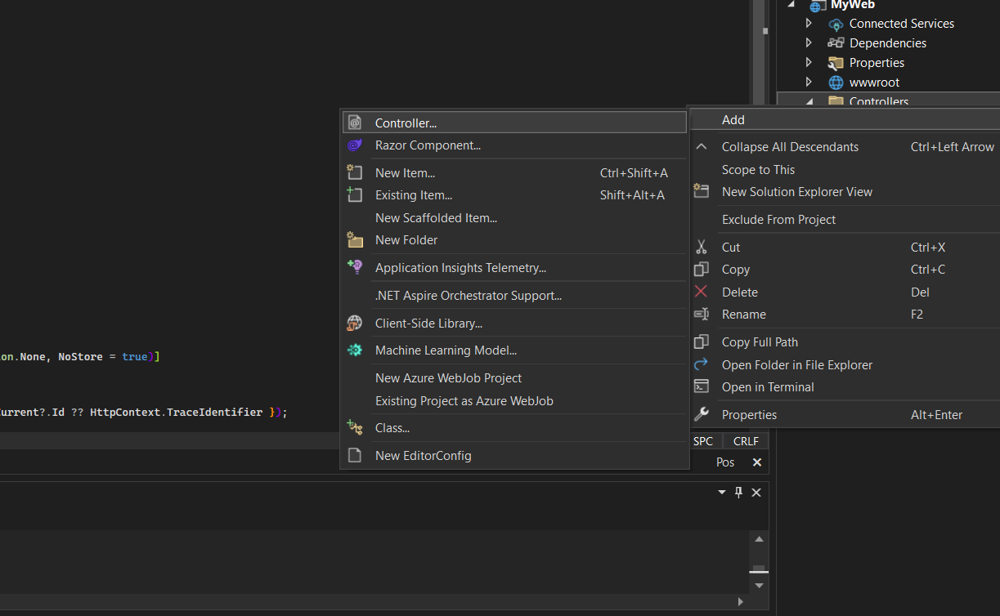 MyWeb
Connected Services
Dependencies
Properties
wwwroot
Controllers
Controller...
Razor Component...
New Item... Ctrl+Shift+A
Existing Item... Shift+Alt+A
New Scaffolded Item...
New Folder
Application Insights Telemetry...
.NET Aspire Orchestrator Support...
Client-Side Library...
Machine Learning Model...
New Azure WebJob Project
Existing Project as Azure WebJob
Class...
New EditorConfig
Add
Collapse All Descendants Ctrl+Left Arrow
Scope to This
New Solution Explorer View
Exclude From Project
Cut Ctrl+X
Copy Ctrl+C
Delete Del
Rename F2
Copy Full Path
Open Folder in File Explorer
Open in Terminal
Properties Alt+Enter
on.None, NoStore = true)]
Current?.Id ?? HttpContext.TraceIdentifier });
SPC CRLF
Pos